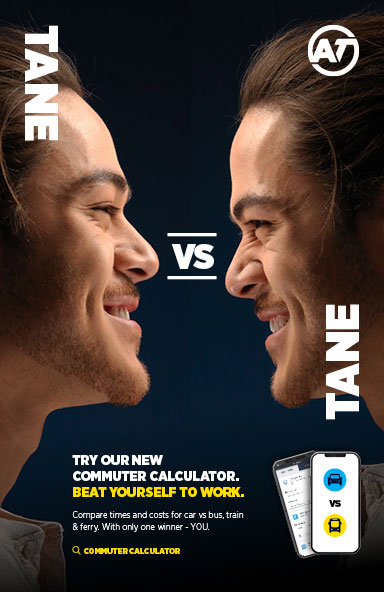 TANE
AT
VS
TANE
TRY OUR NEW
COMMUTER CALCULATOR.
BEAT YOURSELF TO WORK.
Compare times and costs for car vs bus, train
& ferry. With only one winner - YOU.
COMMUTER CALCULATOR
VS